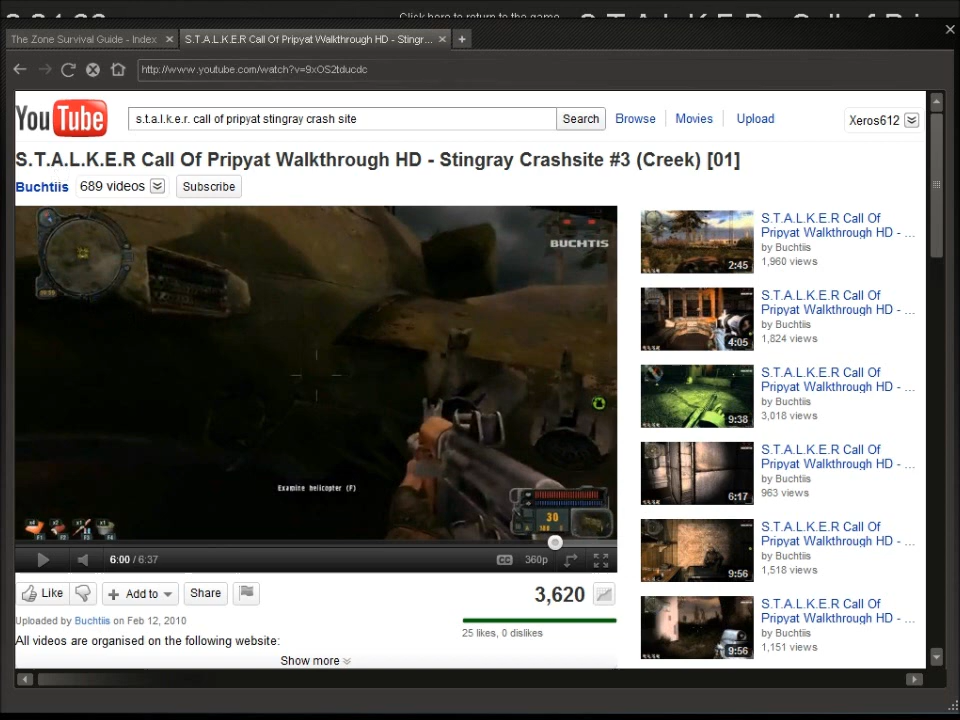 Click here to return to the game
The Zone Survival Guide - Index
S.T.A.L.K.E.R Call Of Pripyat Walkthrough HD - Stingr...
http://www.youtube.com/watch?v=9xOS2tducdc
YouTube
s.t.a.l.k.e.r. call of pripyat stingray crash site
Search
Browse
Movies
Upload
Xeros612
S.T.A.L.K.E.R Call Of Pripyat Walkthrough HD - Stingray Crashsite #3 (Creek) [01]
Buchtiis
689 videos
Subscribe
BUCHTIS
Examine helicopter (F)
30
F1
F2
F3
F4
6:00 / 6:37
CC
360p
Like
+ Add to
Share
3,620
Uploaded by Buchtiis on Feb 12, 2010
25 likes, 0 dislikes
All videos are organised on the following website:
Show more
2:45
S.T.A.L.K.E.R Call Of
Pripyat Walkthrough HD - ...
by Buchtiis
1,960 views
4:05
S.T.A.L.K.E.R Call Of
Pripyat Walkthrough HD - ...
by Buchtiis
1,824 views
9:38
S.T.A.L.K.E.R Call Of
Pripyat Walkthrough HD - ...
by Buchtiis
3,018 views
6:17
S.T.A.L.K.E.R Call Of
Pripyat Walkthrough HD - ...
by Buchtiis
963 views
9:56
S.T.A.L.K.E.R Call Of
Pripyat Walkthrough HD - ...
by Buchtiis
1,518 views
9:56
S.T.A.L.K.E.R Call Of
Pripyat Walkthrough HD - ...
by Buchtiis
1,151 views